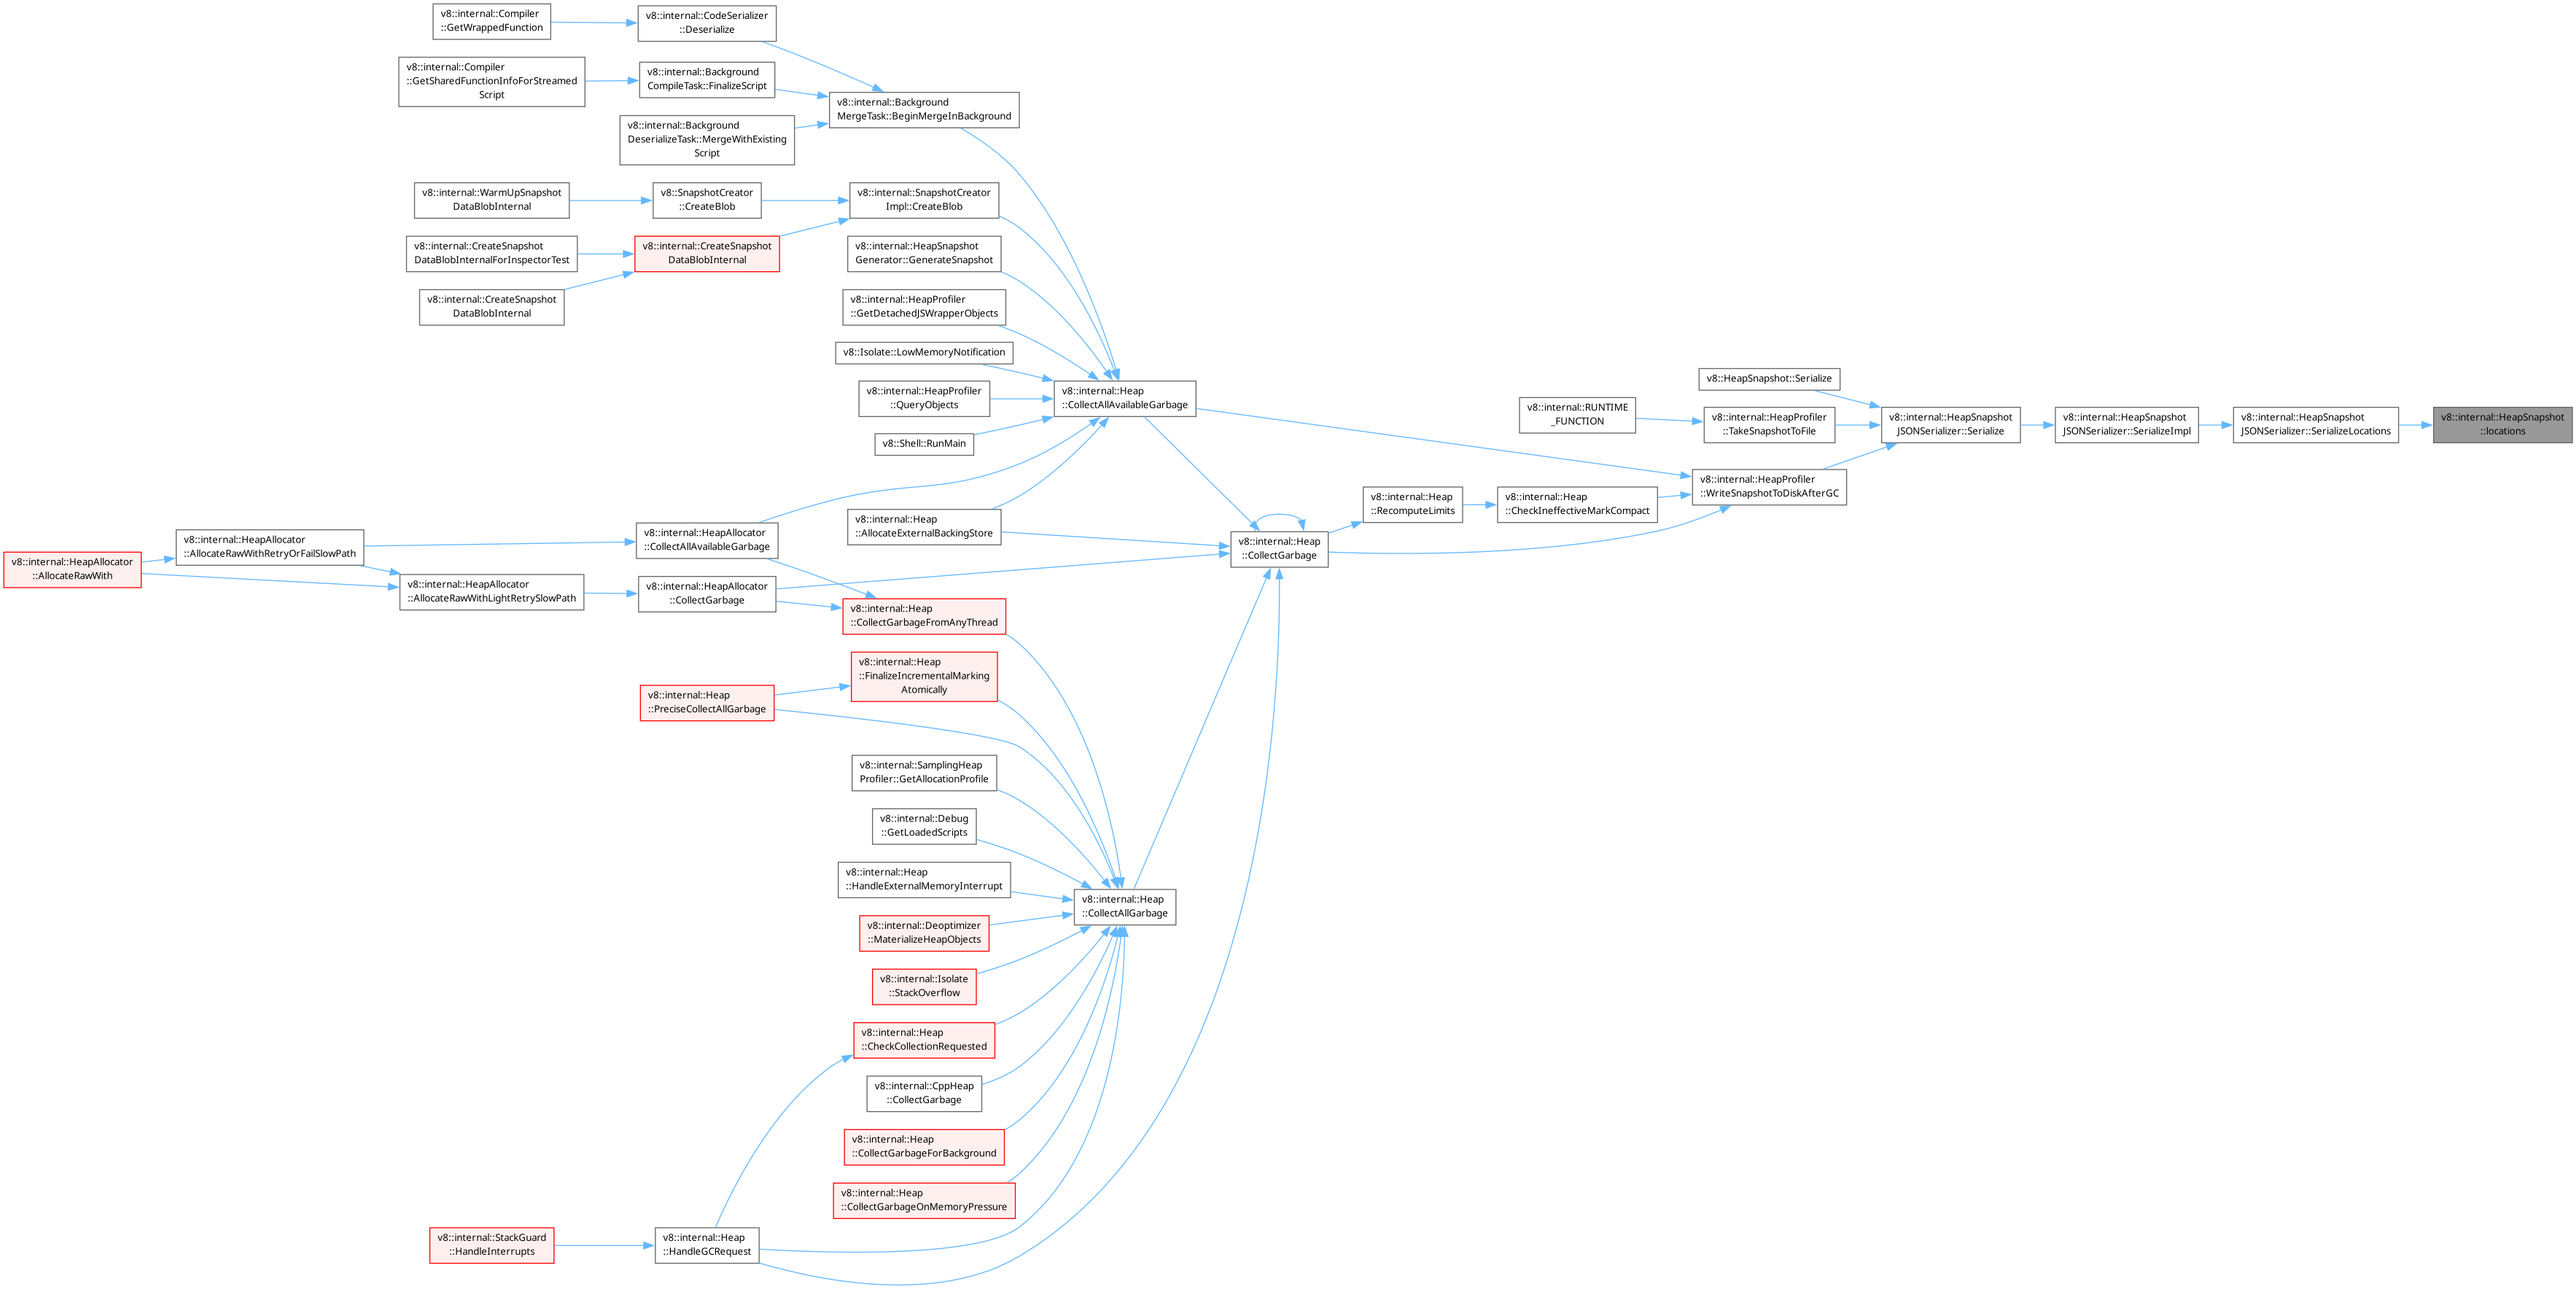 v8::internal::Compiler
::GetWrappedFunction
v8::internal::CodeSerializer
::Deserialize
v8::internal::Compiler
::GetSharedFunctionInfoForStreamed
Script
v8::internal::Background
CompileTask::FinalizeScript
v8::internal::Background
MergeTask::BeginMergeInBackground
v8::internal::Background
DeserializeTask::MergeWithExisting
Script
v8::internal::WarmUpSnapshot
DataBlobInternal
v8::SnapshotCreator
::CreateBlob
v8::internal::SnapshotCreator
Impl::CreateBlob
v8::internal::CreateSnapshot
DataBlobInternalForInspectorTest
v8::internal::CreateSnapshot
DataBlobInternal
v8::internal::HeapSnapshot
Generator::GenerateSnapshot
v8::internal::CreateSnapshot
DataBlobInternal
v8::internal::HeapProfiler
::GetDetachedJSWrapperObjects
v8::Isolate::LowMemoryNotification
v8::internal::HeapProfiler
::QueryObjects
v8::internal::Heap
::CollectAllAvailableGarbage
v8::Shell::RunMain
v8::HeapSnapshot::Serialize
v8::internal::RUNTIME
_FUNCTION
v8::internal::HeapProfiler
::TakeSnapshotToFile
v8::internal::HeapSnapshot
JSONSerializer::Serialize
v8::internal::HeapSnapshot
JSONSerializer::SerializeImpl
v8::internal::HeapSnapshot
JSONSerializer::SerializeLocations
v8::internal::HeapSnapshot
::locations
v8::internal::HeapProfiler
::WriteSnapshotToDiskAfterGC
v8::internal::Heap
::RecomputeLimits
v8::internal::Heap
::CheckIneffectiveMarkCompact
v8::internal::Heap
::AllocateExternalBackingStore
v8::internal::Heap
::CollectGarbage
v8::internal::HeapAllocator
::AllocateRawWithRetryOrFailSlowPath
v8::internal::HeapAllocator
::CollectAllAvailableGarbage
v8::internal::HeapAllocator
::AllocateRawWith
v8::internal::HeapAllocator
::AllocateRawWithLightRetrySlowPath
v8::internal::HeapAllocator
::CollectGarbage
v8::internal::Heap
::CollectGarbageFromAnyThread
v8::internal::Heap
::FinalizeIncrementalMarking
Atomically
v8::internal::Heap
::PreciseCollectAllGarbage
v8::internal::SamplingHeap
Profiler::GetAllocationProfile
v8::internal::Debug
::GetLoadedScripts
v8::internal::Heap
::HandleExternalMemoryInterrupt
v8::internal::Heap
::CollectAllGarbage
v8::internal::Deoptimizer
::MaterializeHeapObjects
v8::internal::Isolate
::StackOverflow
v8::internal::Heap
::CheckCollectionRequested
v8::internal::CppHeap
::CollectGarbage
v8::internal::Heap
::CollectGarbageForBackground
v8::internal::Heap
::CollectGarbageOnMemoryPressure
v8::internal::StackGuard
::HandleInterrupts
v8::internal::Heap
::HandleGCRequest